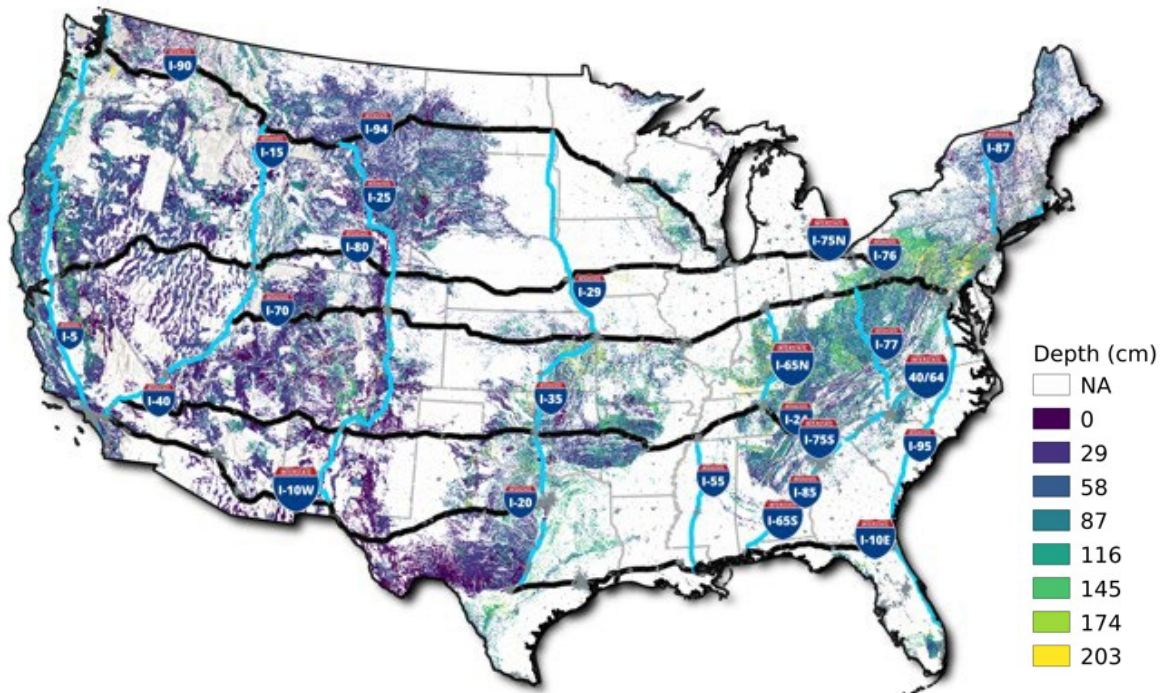 I-90
I-94
I-15
I-87
I-25
I-75N
I-80
I-76
I-29
I-70
I-5
I-77
I-65N
40/64
I-40
I-35
I-24
I-75S
I-95
I-55
I-10W
I-20
I-85
I-65S
I-10E
Depth (cm)
NA
0
29
58
87
116
145
174
203